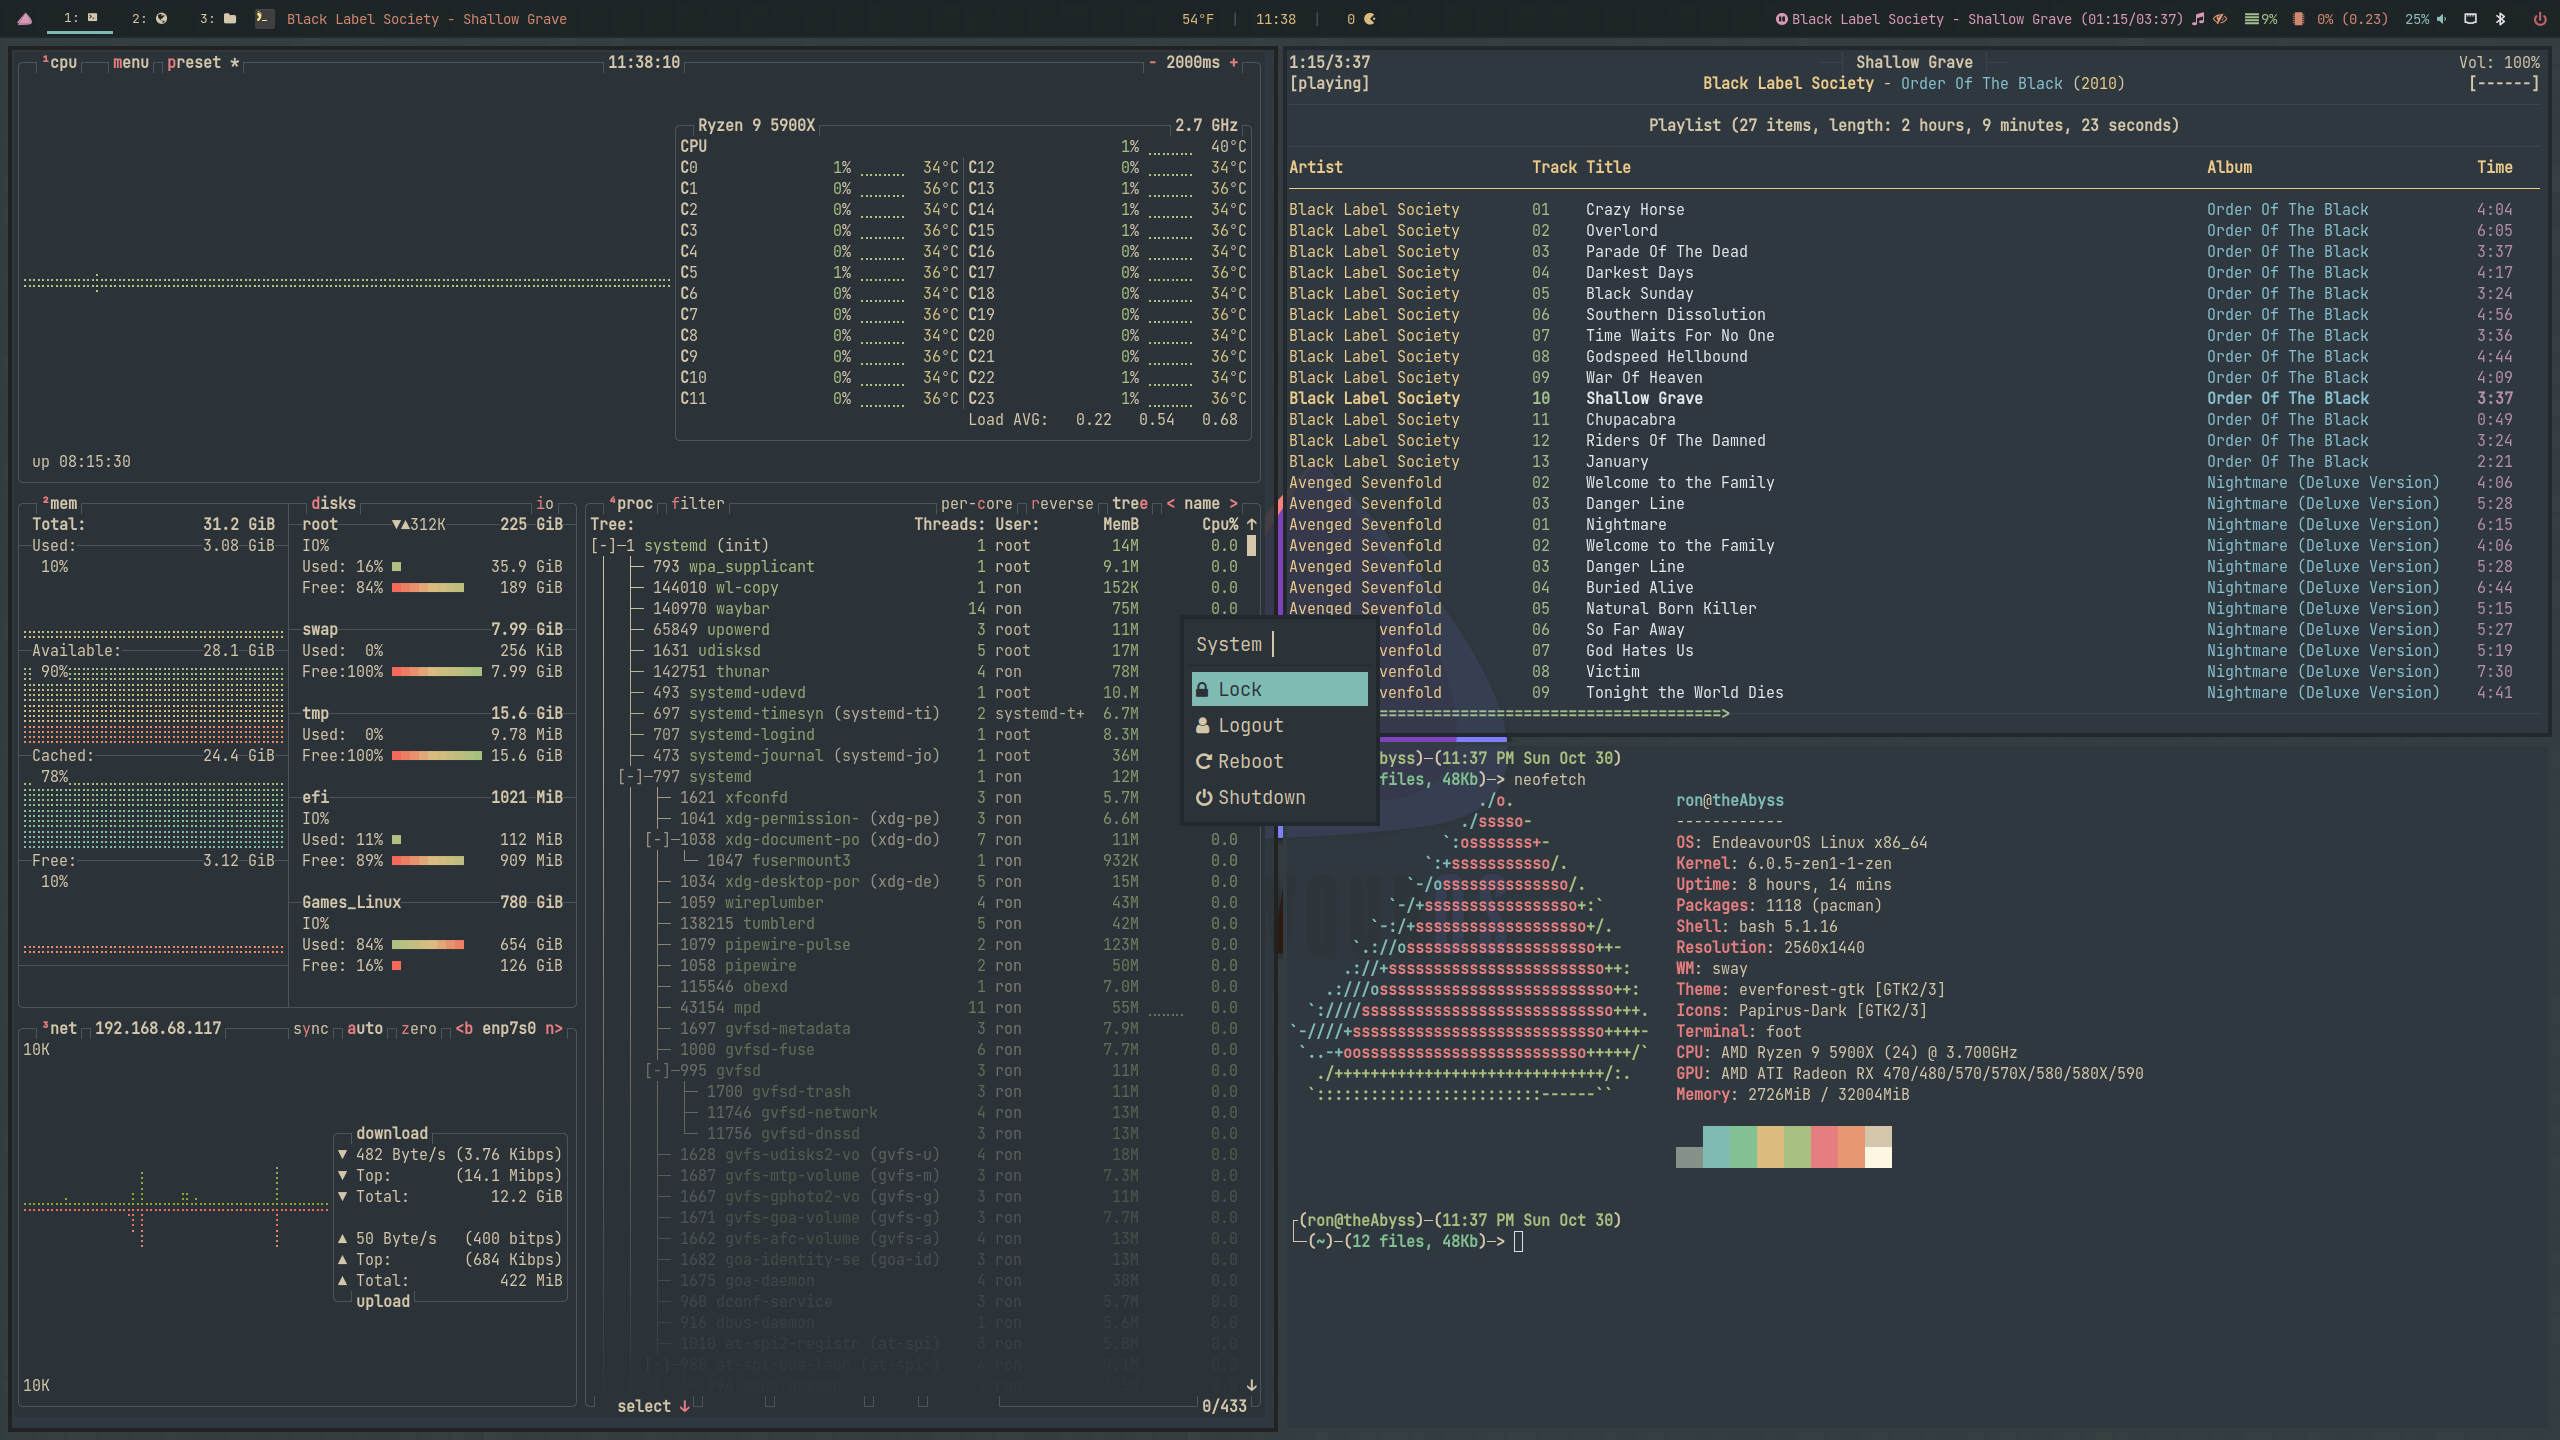 1: 2: 3: Black Label Society - Shallow Grave 54°F | 11:38 | 0 Black Label Society - Shallow Grave (01:15/03:37) 9% 0% (0.23) 25%
¹cpu menu preset * 11:38:10 - 2000ms +
Ryzen 9 5900X 2.7 GHz
CPU 1% 40°C
C0 1% 34°C C12 0% 34°C
C1 0% 36°C C13 1% 36°C
C2 0% 34°C C14 1% 34°C
C3 0% 36°C C15 1% 36°C
C4 0% 34°C C16 0% 34°C
C5 1% 36°C C17 0% 36°C
C6 0% 34°C C18 0% 34°C
C7 0% 36°C C19 0% 36°C
C8 0% 34°C C20 0% 34°C
C9 0% 36°C C21 0% 36°C
C10 0% 34°C C22 1% 34°C
C11 0% 36°C C23 1% 36°C
Load AVG: 0.22 0.54 0.68
up 08:15:30
²mem
Total: 31.2 GiB
Used: 3.08 GiB
10%
Available: 28.1 GiB
90%
Cached: 24.4 GiB
78%
Free: 3.12 GiB
10%
disks io
root ▼▲312K 225 GiB
IO%
Used: 16% 35.9 GiB
Free: 84% 189 GiB
swap 7.99 GiB
Used: 0% 256 KiB
Free:100% 7.99 GiB
tmp 15.6 GiB
Used: 0% 9.78 MiB
Free:100% 15.6 GiB
efi 1021 MiB
IO%
Used: 11% 112 MiB
Free: 89% 909 MiB
Games_Linux 780 GiB
IO%
Used: 84% 654 GiB
Free: 16% 126 GiB
³net 192.168.68.117 sync auto zero <b enp7s0 n>
10K
download
▼ 482 Byte/s (3.76 Kibps)
▼ Top: (14.1 Mibps)
▼ Total: 12.2 GiB
▲ 50 Byte/s (400 bitps)
▲ Top: (684 Kibps)
▲ Total: 422 MiB
upload
10K
⁴proc filter per-core reverse tree < name >
Tree: Threads: User: MemB Cpu% ↑
[-]─1 systemd (init) 1 root 14M 0.0
├─ 793 wpa_supplicant 1 root 9.1M 0.0
├─ 144010 wl-copy 1 ron 152K 0.0
├─ 140970 waybar 14 ron 75M 0.0
├─ 65849 upowerd 3 root 11M
├─ 1631 udisksd 5 root 17M
├─ 142751 thunar 4 ron 78M
├─ 493 systemd-udevd 1 root 10.M
├─ 697 systemd-timesyn (systemd-ti) 2 systemd-t+ 6.7M
├─ 707 systemd-logind 1 root 8.3M
├─ 473 systemd-journal (systemd-jo) 1 root 36M
[-]─797 systemd 1 ron 12M
├─ 1621 xfconfd 3 ron 5.7M
├─ 1041 xdg-permission- (xdg-pe) 3 ron 6.6M
[-]─1038 xdg-document-po (xdg-do) 7 ron 11M 0.0
└─ 1047 fusermount3 1 ron 932K 0.0
├─ 1034 xdg-desktop-por (xdg-de) 5 ron 15M 0.0
├─ 1059 wireplumber 4 ron 43M 0.0
├─ 138215 tumblerd 5 ron 42M 0.0
├─ 1079 pipewire-pulse 2 ron 123M 0.0
├─ 1058 pipewire 2 ron 50M 0.0
├─ 115546 obexd 1 ron 7.0M 0.0
├─ 43154 mpd 11 ron 55M 0.0
├─ 1697 gvfsd-metadata 3 ron 7.9M 0.0
├─ 1000 gvfsd-fuse 6 ron 7.7M 0.0
[-]─995 gvfsd 3 ron 11M 0.0
├─ 1700 gvfsd-trash 3 ron 11M 0.0
├─ 11746 gvfsd-network 4 ron 13M 0.0
└─ 11756 gvfsd-dnssd 3 ron 13M 0.0
├─ 1628 gvfs-udisks2-vo (gvfs-u) 4 ron 18M 0.0
├─ 1687 gvfs-mtp-volume (gvfs-m) 3 ron 7.3M 0.0
├─ 1667 gvfs-gphoto2-vo (gvfs-g) 3 ron 11M 0.0
├─ 1671 gvfs-goa-volume (gvfs-g) 3 ron 7.7M 0.0
├─ 1662 gvfs-afc-volume (gvfs-a) 4 ron 13M 0.0
├─ 1682 goa-identity-se (goa-id) 3 ron 13M 0.0
├─ 1675 goa-daemon 4 ron 38M 0.0
├─ 960 dconf-service 3 ron 5.7M 0.0
├─ 916 dbus-daemon 1 ron 5.6M 0.0
├─ 1010 at-spi2-registr (at-spi) 3 ron 5.8M 0.0
[-]─988 at-spi-bus-laun (at-spi-) 4 ron 9.1M 0.0
select ↓ 0/433
System
Lock
Logout
Reboot
Shutdown
1:15/3:37 Shallow Grave Vol: 100%
[playing] Black Label Society - Order Of The Black (2010) [------]
Playlist (27 items, length: 2 hours, 9 minutes, 23 seconds)
Artist Track Title Album Time
Black Label Society 01 Crazy Horse Order Of The Black 4:04
Black Label Society 02 Overlord Order Of The Black 6:05
Black Label Society 03 Parade Of The Dead Order Of The Black 3:37
Black Label Society 04 Darkest Days Order Of The Black 4:17
Black Label Society 05 Black Sunday Order Of The Black 3:24
Black Label Society 06 Southern Dissolution Order Of The Black 4:56
Black Label Society 07 Time Waits For No One Order Of The Black 3:36
Black Label Society 08 Godspeed Hellbound Order Of The Black 4:44
Black Label Society 09 War Of Heaven Order Of The Black 4:09
Black Label Society 10 Shallow Grave Order Of The Black 3:37
Black Label Society 11 Chupacabra Order Of The Black 0:49
Black Label Society 12 Riders Of The Damned Order Of The Black 3:24
Black Label Society 13 January Order Of The Black 2:21
Avenged Sevenfold 02 Welcome to the Family Nightmare (Deluxe Version) 4:06
Avenged Sevenfold 03 Danger Line Nightmare (Deluxe Version) 5:28
Avenged Sevenfold 01 Nightmare Nightmare (Deluxe Version) 6:15
Avenged Sevenfold 02 Welcome to the Family Nightmare (Deluxe Version) 4:06
Avenged Sevenfold 03 Danger Line Nightmare (Deluxe Version) 5:28
Avenged Sevenfold 04 Buried Alive Nightmare (Deluxe Version) 6:44
Avenged Sevenfold 05 Natural Born Killer Nightmare (Deluxe Version) 5:15
venfold 06 So Far Away Nightmare (Deluxe Version) 5:27
venfold 07 God Hates Us Nightmare (Deluxe Version) 5:19
venfold 08 Victim Nightmare (Deluxe Version) 7:30
venfold 09 Tonight the World Dies Nightmare (Deluxe Version) 4:41
======================================>
byss)─(11:37 PM Sun Oct 30)
files, 48Kb)─> neofetch
ron@theAbyss
------------
OS: EndeavourOS Linux x86_64
Kernel: 6.0.5-zen1-1-zen
Uptime: 8 hours, 14 mins
Packages: 1118 (pacman)
Shell: bash 5.1.16
Resolution: 2560x1440
WM: sway
Theme: everforest-gtk [GTK2/3]
Icons: Papirus-Dark [GTK2/3]
Terminal: foot
CPU: AMD Ryzen 9 5900X (24) @ 3.700GHz
GPU: AMD ATI Radeon RX 470/480/570/570X/580/580X/590
Memory: 2726MiB / 32004MiB
┌(ron@theAbyss)─(11:37 PM Sun Oct 30)
└─(~)─(12 files, 48Kb)─>